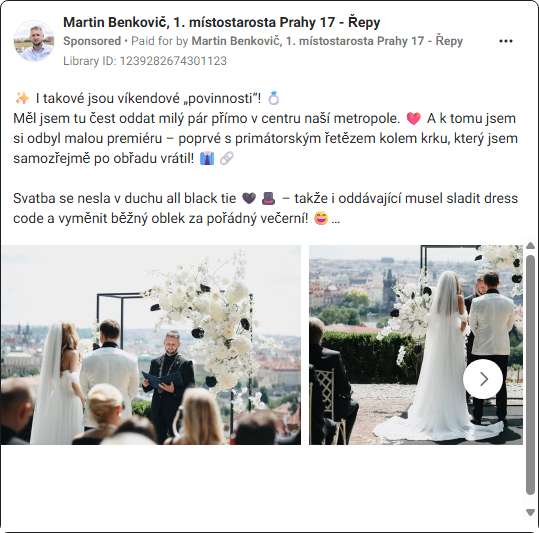 Martin Benkovič, 1. místostarosta Prahy 17 - Řepy
Sponsored • Paid for by Martin Benkovič, 1. místostarosta Prahy 17 - Řepy
Library ID: 1239282674301123
✨ I takové jsou víkendové „povinnosti“! 💍
Měl jsem tu čest oddat milý pár přímo v centru naší metropole. ❤️ A k tomu jsem
si odbyl malou premiéru – poprvé s primátorským řetězem kolem krku, který jsem
samozřejmě po obřadu vrátil! 👔 🔗
Svatba se nesla v duchu all black tie 🖤 🎩 – takže i oddávající musel sladit dress
code a vyměnit běžný oblek za pořádný večerní! 😄 ...